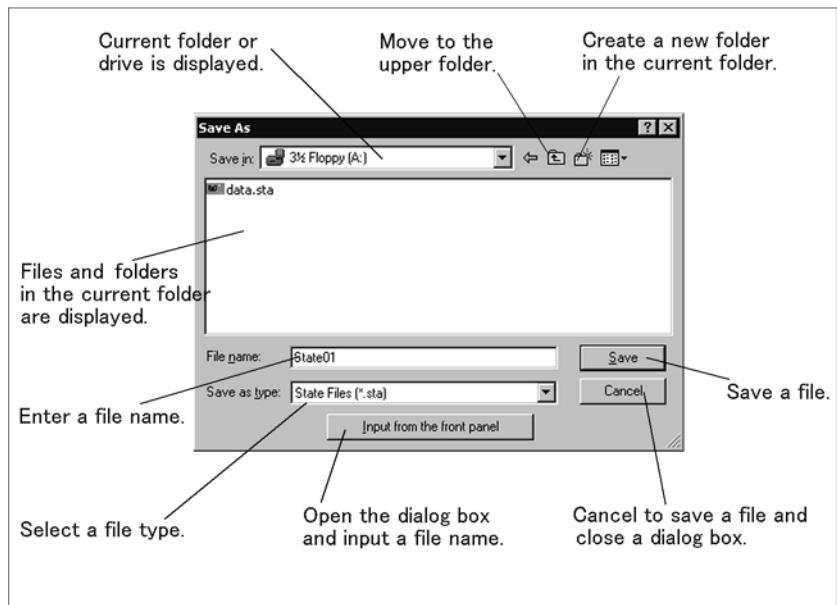 Current folder or
drive is displayed.
Move to the
upper folder.
Create a new folder
in the current folder.
Save As
Save in: 3½ Floppy (A:)
data.sta
Files and folders
in the current folder
are displayed.
File name: State01
Save
Save as type: State Files (*.sta)
Cancel
Save a file.
Enter a file name.
Input from the front panel
Select a file type.
Open the dialog box
and input a file name.
Cancel to save a file and
close a dialog box.